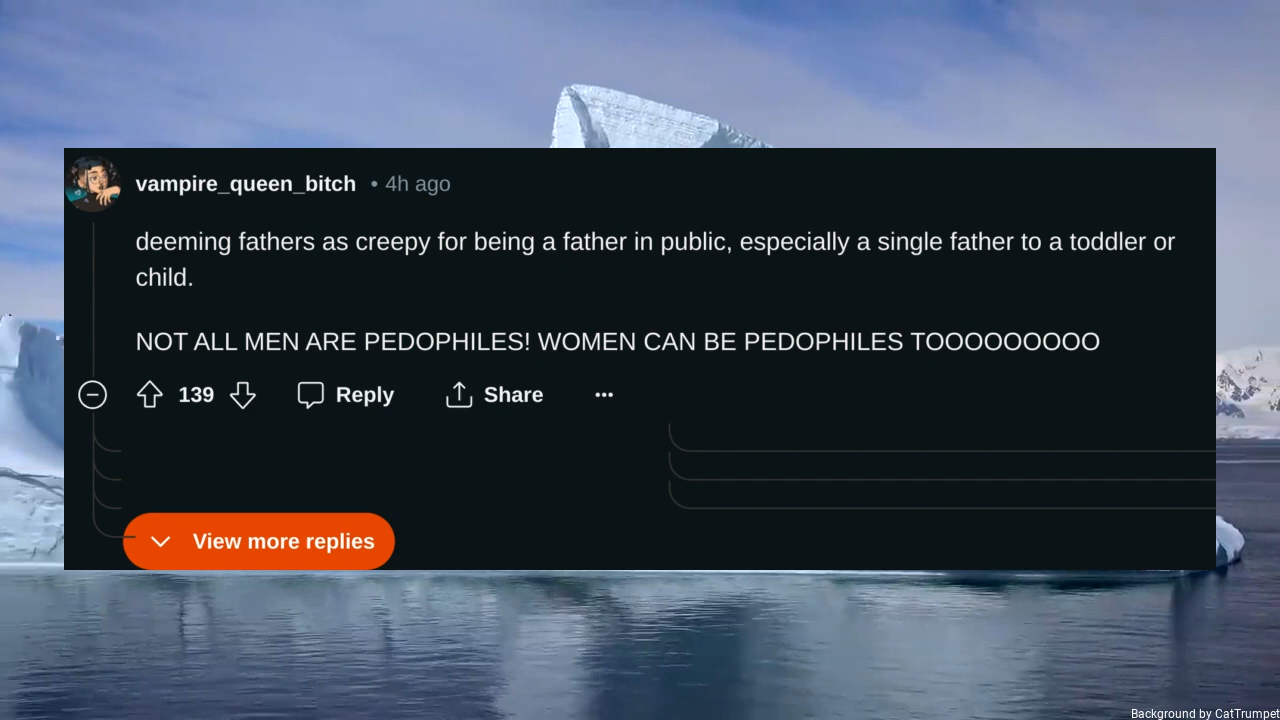 vampire_queen_bitch • 4h ago
deeming fathers as creepy for being a father in public, especially a single father to a toddler or
child.
NOT ALL MEN ARE PEDOPHILES! WOMEN CAN BE PEDOPHILES TOOOOOOOOO
139 Reply Share ...
View more replies
Background by CatTrumpet